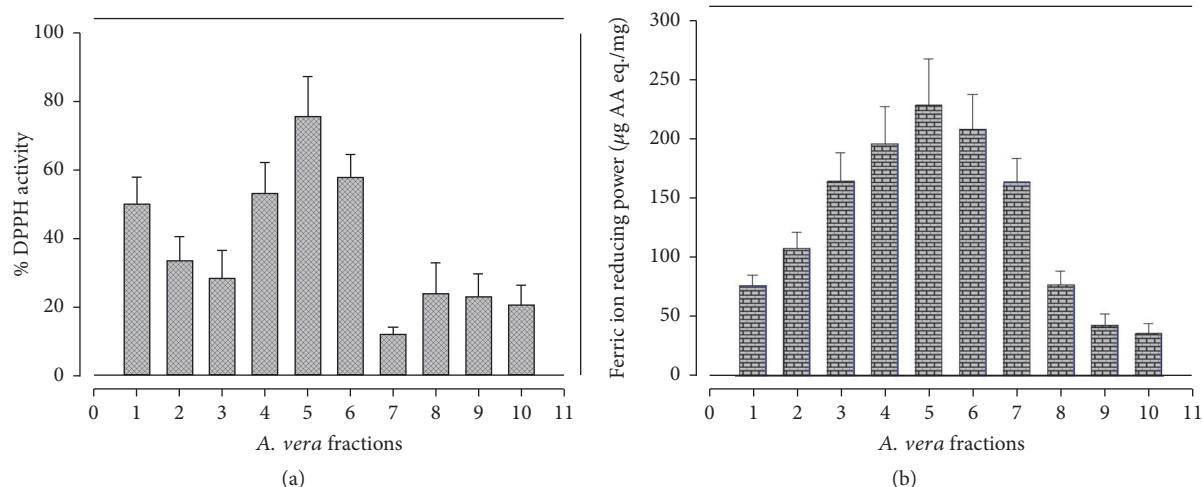 100
80
60
40
20
0
% DPPH activity
0 1 2 3 4 5 6 7 8 9 10 11
A. vera fractions
(a)
300
250
200
150
100
50
0
Ferric ion reducing power (μg AA eq./mg)
0 1 2 3 4 5 6 7 8 9 10 11
A. vera fractions
(b)